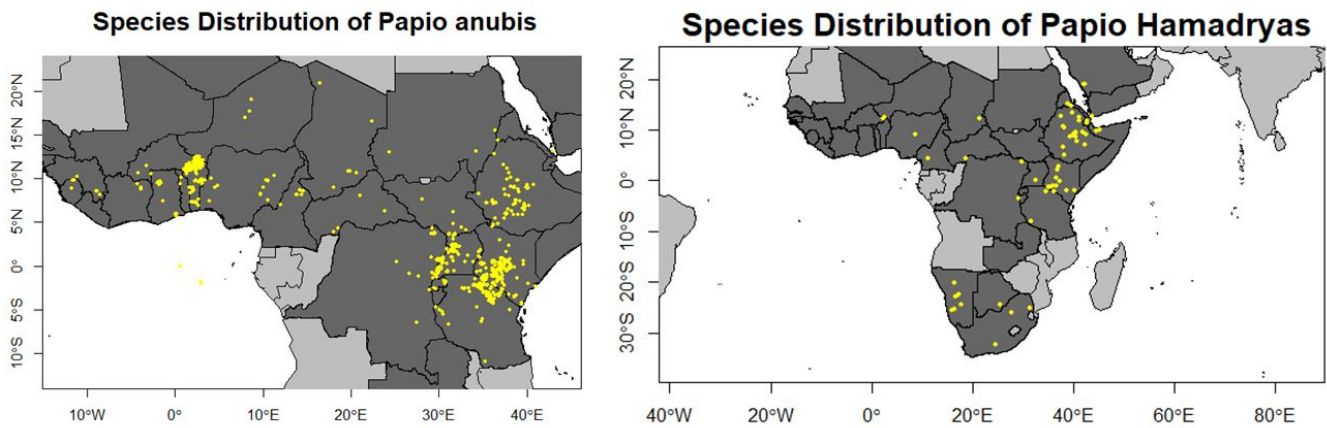 Species Distribution of Papio anubis
20°N
15°N
10°N
5°N
0°
5°S
10°S
10°W 0° 10°E 20°E 30°E 40°E
Species Distribution of Papio Hamadryas
20°N
10°N
0°
10°S
20°S
30°S
40°W 20°W 0° 20°E 40°E 60°E 80°E